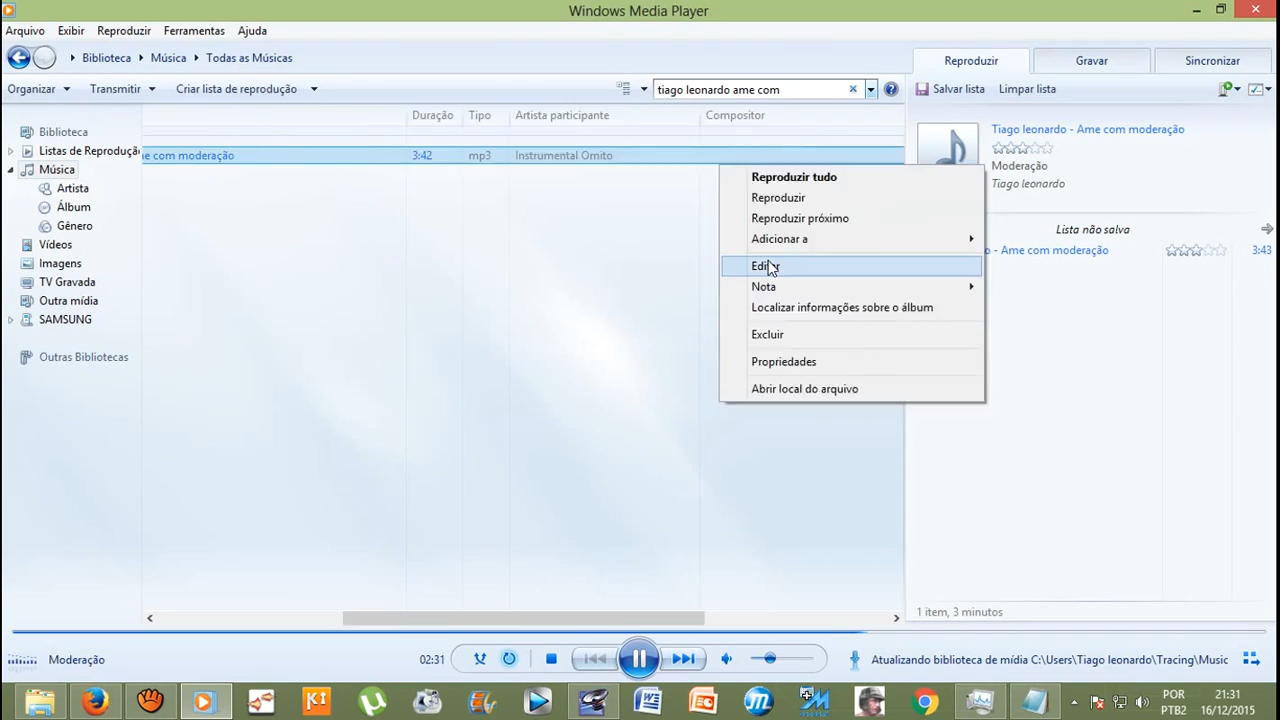 Windows Media Player
Arquivo Exibir Reproduzir Ferramentas Ajuda
Biblioteca Música Todas as Músicas
Reproduzir Gravar Sincronizar
Organizar Transmitir Criar lista de reprodução
tiago leonardo ame com
Salvar lista Limpar lista
Duração Tipo Artista participante Compositor
Biblioteca
Listas de Reprodução
Música
Artista
Álbum
Gênero
Vídeos
Imagens
TV Gravada
Outra mídia
SAMSUNG
Outras Bibliotecas
com moderação 3:42 mp3 Instrumental Omito
Reproduzir tudo
Reproduzir
Reproduzir próximo
Adicionar a
Editar
Nota
Localizar informações sobre o álbum
Excluir
Propriedades
Abrir local do arquivo
Tiago leonardo - Ame com moderação
Moderação
Tiago leonardo
Lista não salva
- Ame com moderação 3:43
1 item, 3 minutos
Moderação
02:31
Atualizando biblioteca de mídia C:\Users\Tiago leonardo\Tracing\Music
POR
PTB2
21:31
16/12/2015